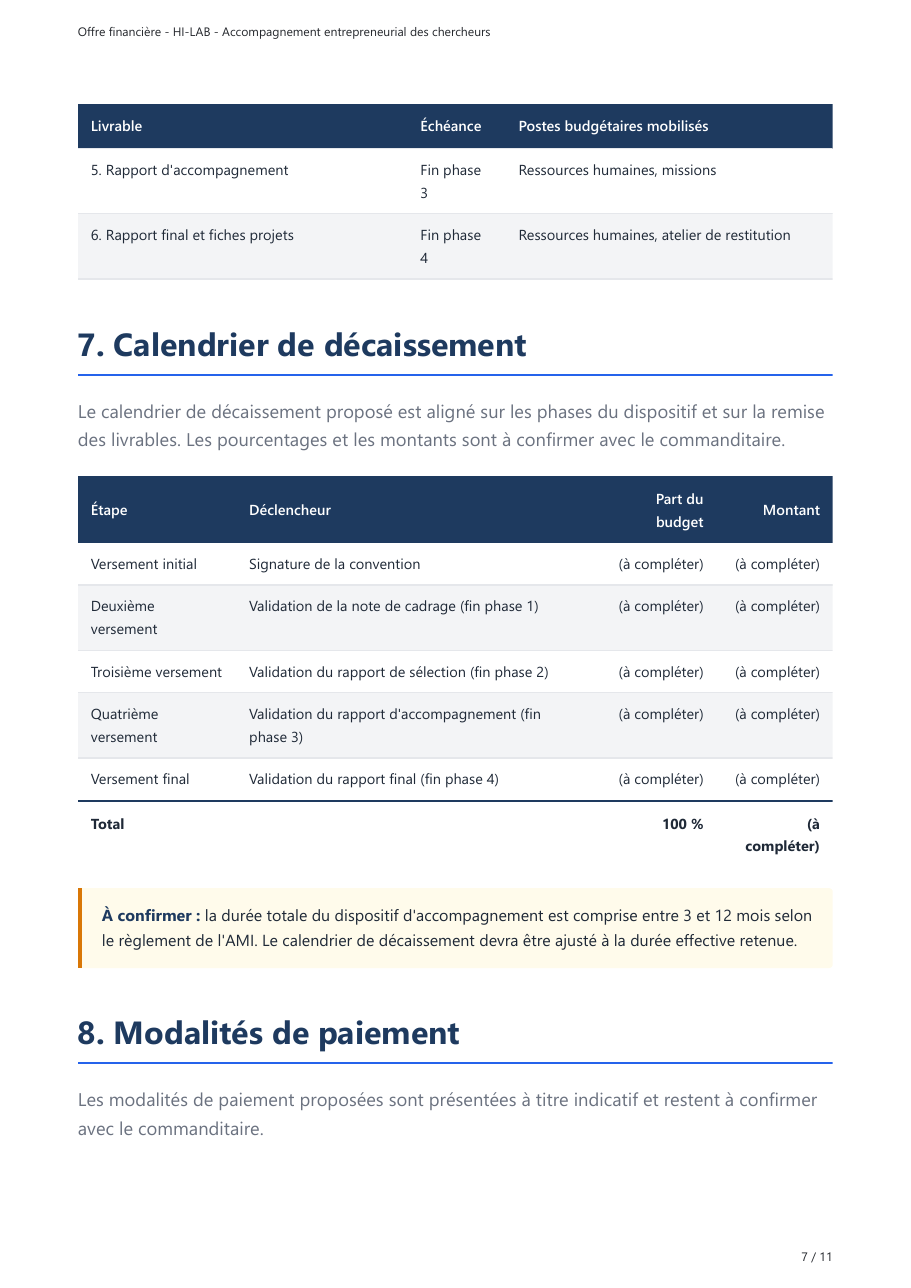 Offre financière - HI-LAB - Accompagnement entrepreneurial des chercheurs
Livrable Échéance Postes budgétaires mobilisés
5. Rapport d'accompagnement Fin phase 3 Ressources humaines, missions
6. Rapport final et fiches projets Fin phase 4 Ressources humaines, atelier de restitution
7. Calendrier de décaissement
Le calendrier de décaissement proposé est aligné sur les phases du dispositif et sur la remise
des livrables. Les pourcentages et les montants sont à confirmer avec le commanditaire.
Étape Déclencheur Part du budget Montant
Versement initial Signature de la convention (à compléter) (à compléter)
Deuxième versement Validation de la note de cadrage (fin phase 1) (à compléter) (à compléter)
Troisième versement Validation du rapport de sélection (fin phase 2) (à compléter) (à compléter)
Quatrième versement Validation du rapport d'accompagnement (fin phase 3) (à compléter) (à compléter)
Versement final Validation du rapport final (fin phase 4) (à compléter) (à compléter)
Total 100 % (à compléter)
À confirmer : la durée totale du dispositif d'accompagnement est comprise entre 3 et 12 mois selon
le règlement de l'AMI. Le calendrier de décaissement devra être ajusté à la durée effective retenue.
8. Modalités de paiement
Les modalités de paiement proposées sont présentées à titre indicatif et restent à confirmer
avec le commanditaire.
7 / 11